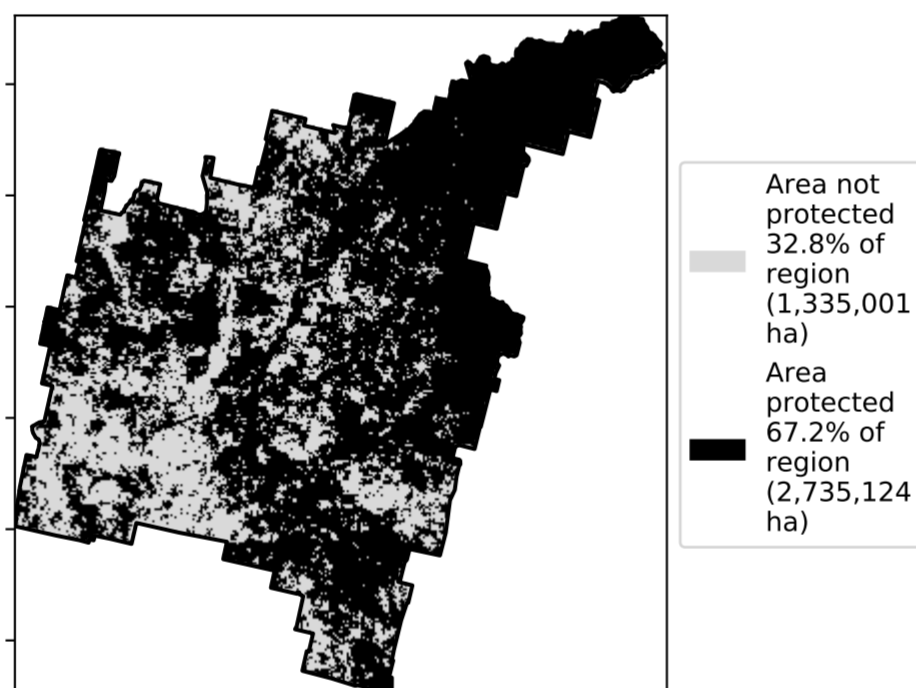 Area not
protected
32.8% of
region
(1,335,001
ha)
Area
protected
67.2% of
region
(2,735,124
ha)